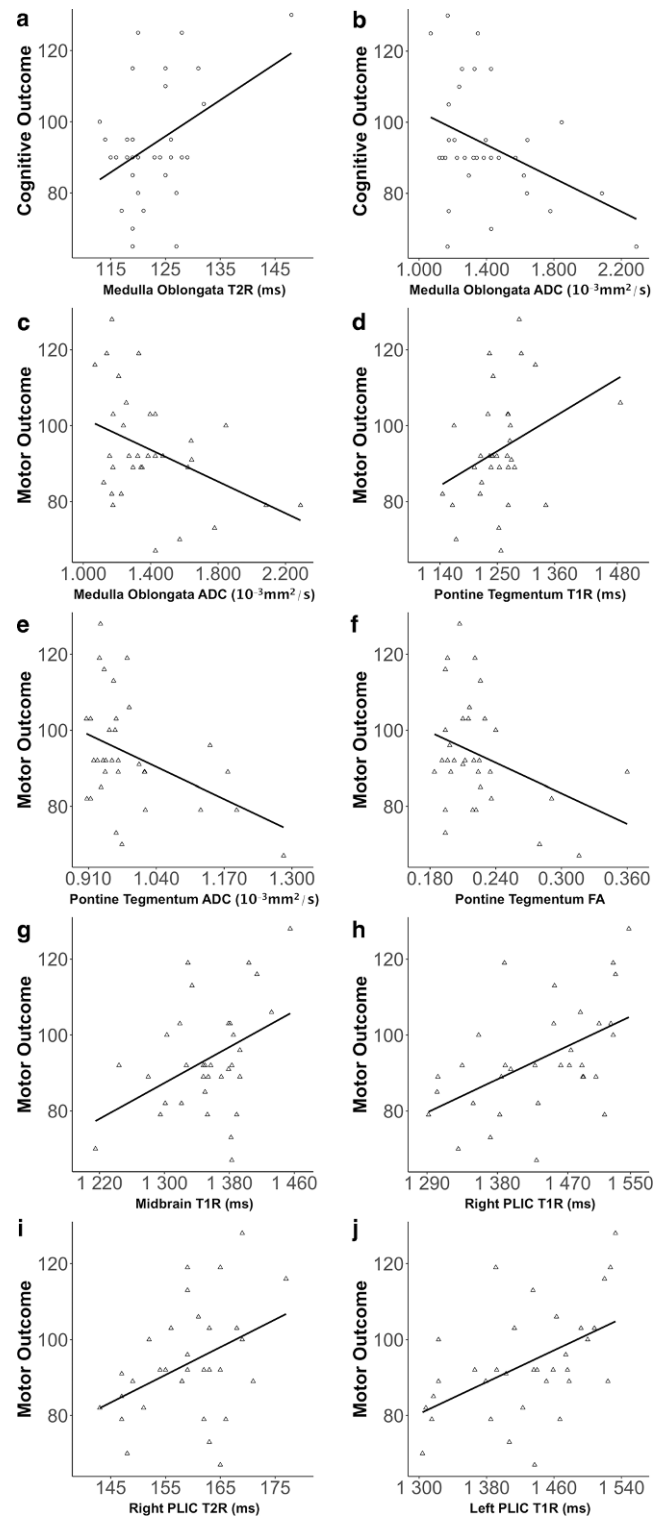 a
Cognitive Outcome
120
100
80
115 125 135 145
Medulla Oblongata T2R (ms)
b
Cognitive Outcome
120
100
80
1.000 1.400 1.800 2.200
Medulla Oblongata ADC (10⁻³mm²/s)
c
Motor Outcome
120
100
80
1.000 1.400 1.800 2.200
Medulla Oblongata ADC (10⁻³mm²/s)
d
Motor Outcome
120
100
80
1 140 1 250 1 360 1 480
Pontine Tegmentum T1R (ms)
e
Motor Outcome
120
100
80
0.910 1.040 1.170 1.300
Pontine Tegmentum ADC (10⁻³mm²/s)
f
Motor Outcome
120
100
80
0.180 0.240 0.300 0.360
Pontine Tegmentum FA
g
Motor Outcome
120
100
80
1 220 1 300 1 380 1 460
Midbrain T1R (ms)
h
Motor Outcome
120
100
80
1 290 1 380 1 470 1 550
Right PLIC T1R (ms)
i
Motor Outcome
120
100
80
145 155 165 175
Right PLIC T2R (ms)
j
Motor Outcome
120
100
80
1 300 1 380 1 460 1 540
Left PLIC T1R (ms)